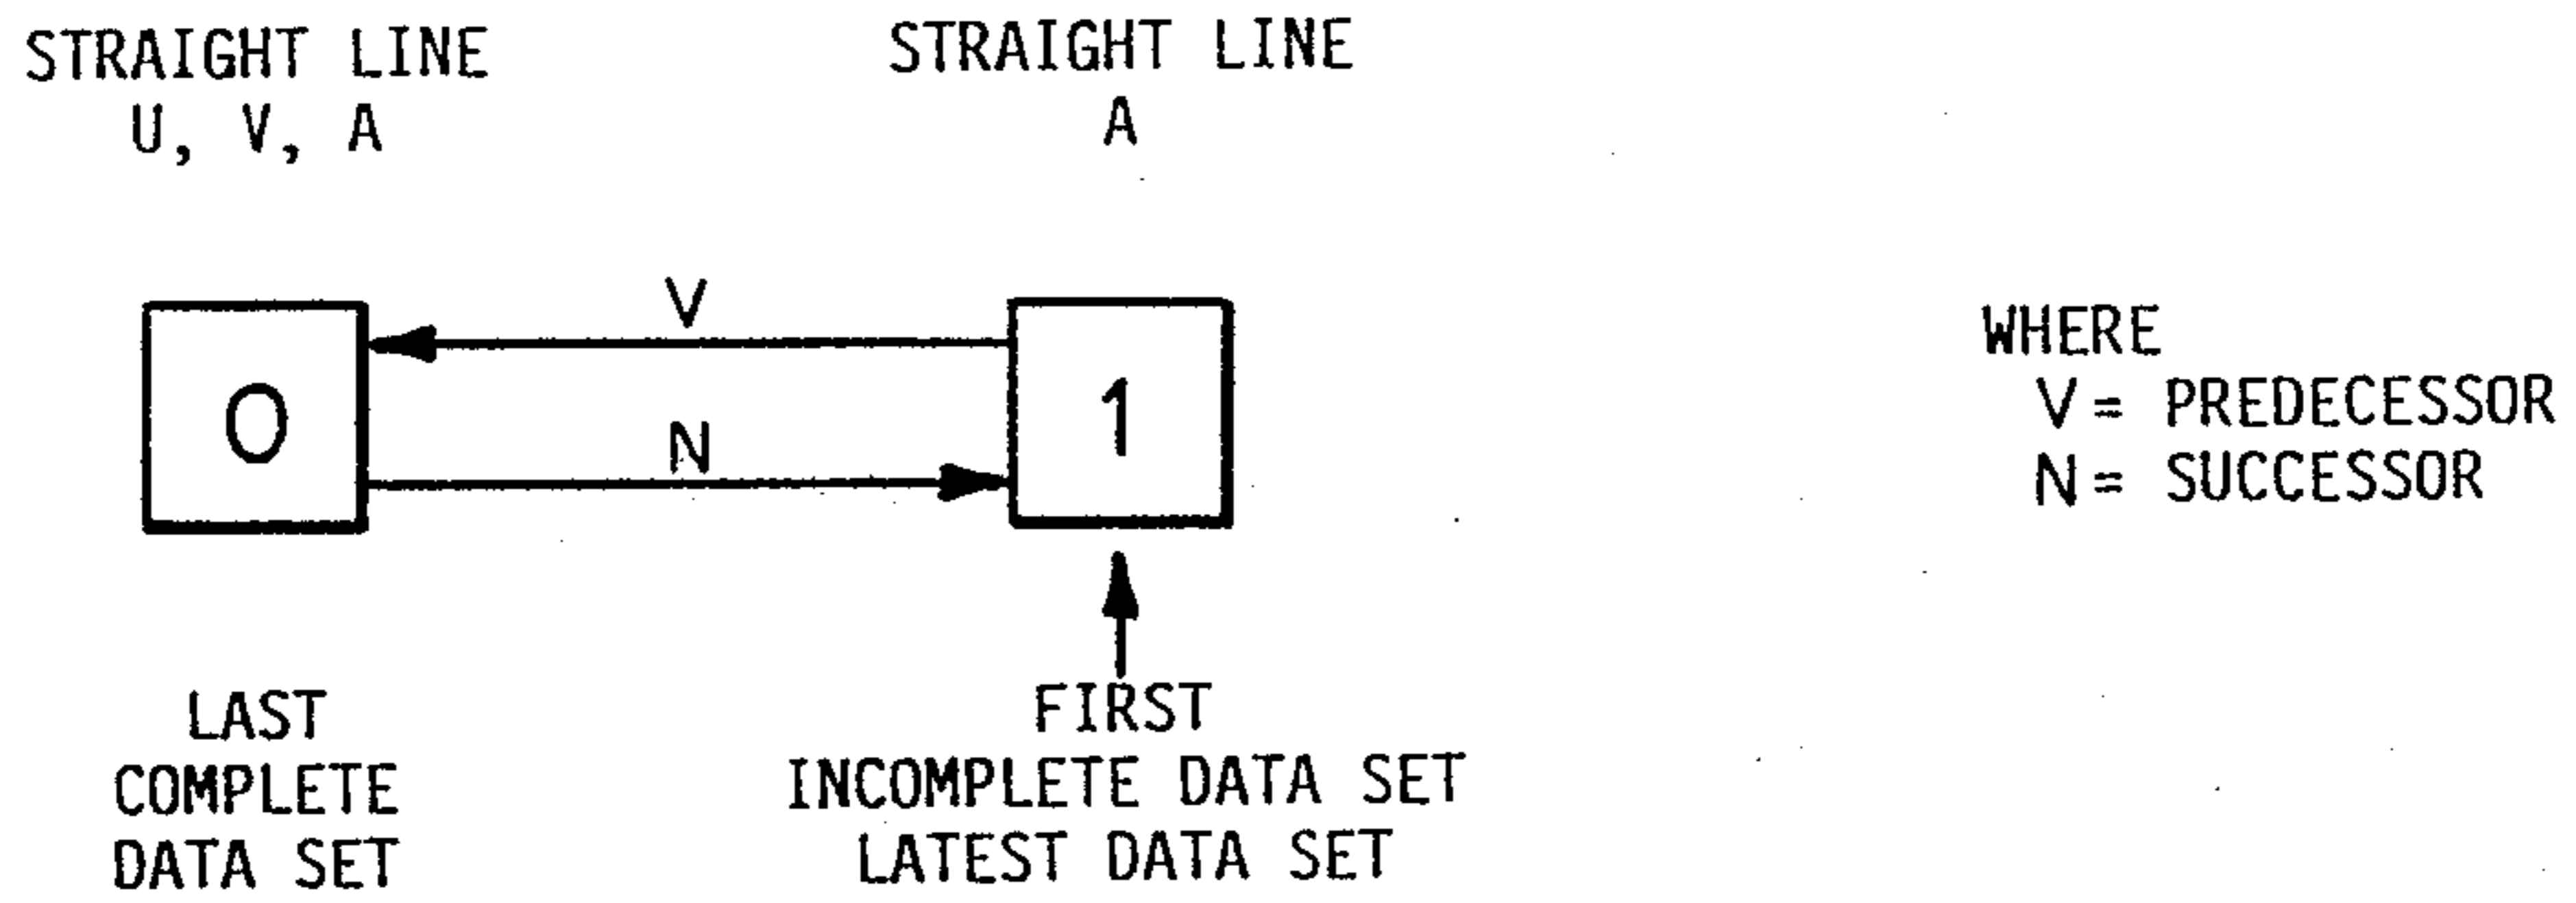 STRAIGHT LINE
U, V, A
STRAIGHT LINE
A
V
0
1
N
WHERE
V = PREDECESSOR
N = SUCCESSOR
LAST
COMPLETE
DATA SET
FIRST
INCOMPLETE DATA SET
LATEST DATA SET